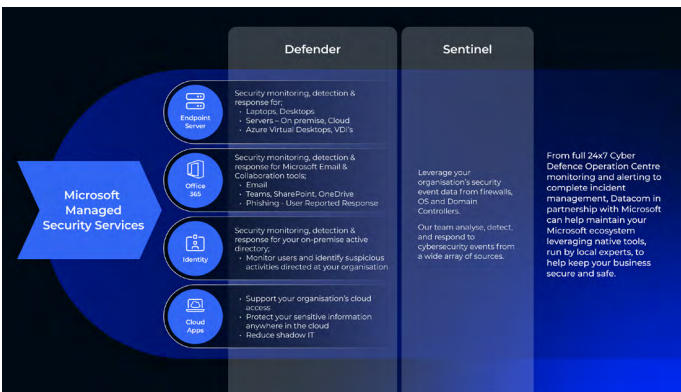 Defender
Sentinel
Microsoft
Managed
Security Services
Endpoint
Server
Security monitoring, detection &
response for;
• Laptops, Desktops
• Servers – On premise, Cloud
• Azure Virtual Desktops, VDI's
Office
365
Security monitoring, detection &
response for Microsoft Email &
Collaboration tools;
• Email
• Teams, SharePoint, OneDrive
• Phishing - User Reported Response
Identity
Security monitoring, detection &
response for your on-premise active
directory;
• Monitor users and identify suspicious
activities directed at your organisation
Cloud
Apps
• Support your organisation's cloud
access
• Protect your sensitive information
anywhere in the cloud
• Reduce shadow IT
Leverage your
organisation's security
event data from firewalls,
OS and Domain
Controllers.
Our team analyse, detect,
and respond to
cybersecurity events from
a wide array of sources.
From full 24x7 Cyber
Defence Operation Centre
monitoring and alerting to
complete incident
management, Datacom in
partnership with Microsoft
can help maintain your
Microsoft ecosystem
leveraging native tools,
run by local experts, to
help keep your business
secure and safe.